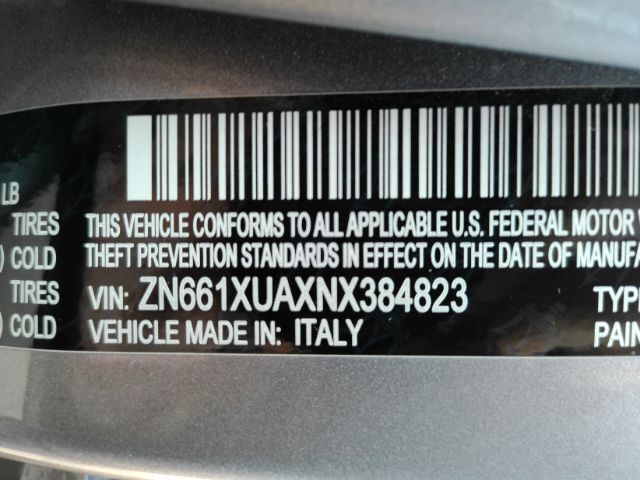 LB
TIRES
) COLD
TIRES
) COLD
THIS VEHICLE CONFORMS TO ALL APPLICABLE U.S. FEDERAL MOTOR
THEFT PREVENTION STANDARDS IN EFFECT ON THE DATE OF MANUFA
VIN: ZN661XUAXNX384823
VEHICLE MADE IN: ITALY
TYPE
PAIN